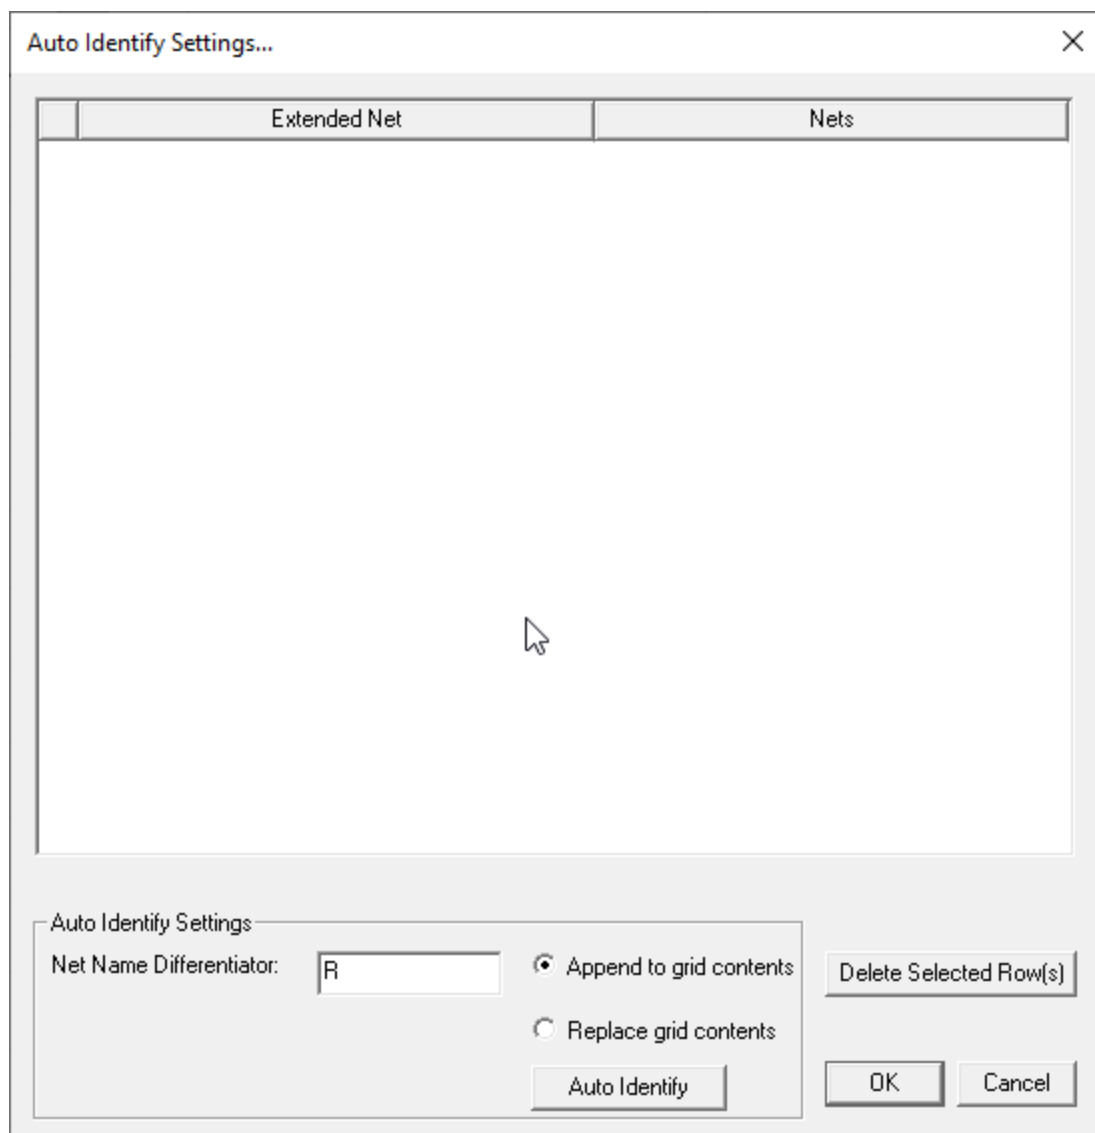 Auto Identify Settings...
Extended Net
Nets
Auto Identify Settings
Net Name Differentiator:
R
Append to grid contents
Delete Selected Row(s)
Replace grid contents
Auto Identify
OK
Cancel